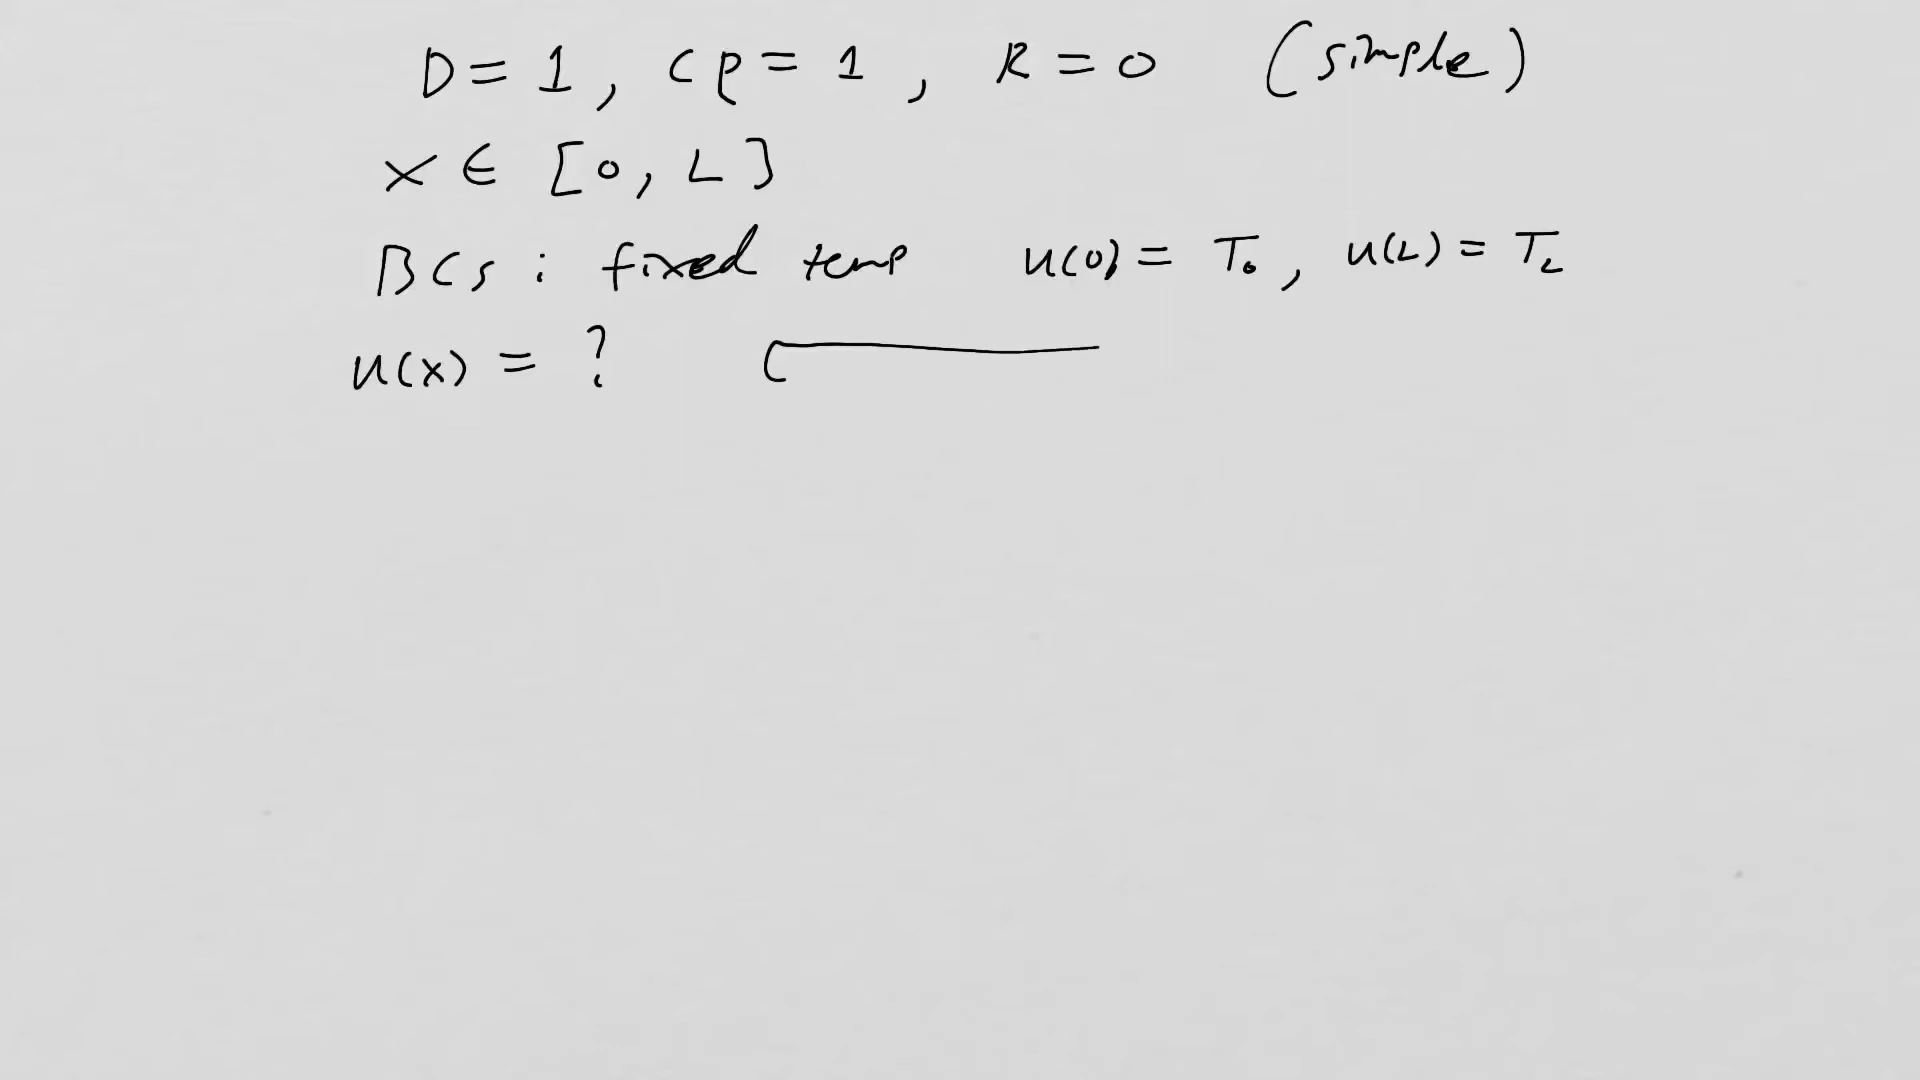 D = 1, cρ = 1, R = 0 (simple)
x ∈ [0, L]
BCs : fixed temp u(0) = T₀, u(L) = T_L
u(x) = ?